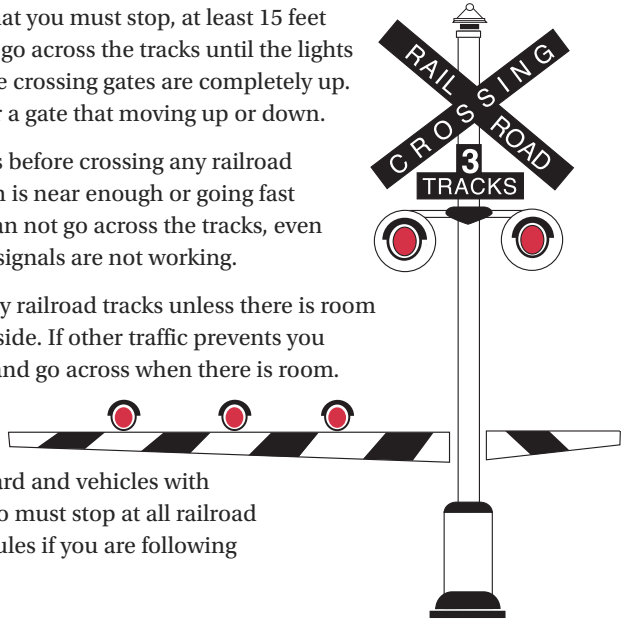 at you must stop, at least 15 feet
go across the tracks until the lights
e crossing gates are completely up.
r a gate that moving up or down.
s before crossing any railroad
n is near enough or going fast
an not go across the tracks, even
signals are not working.
y railroad tracks unless there is room
side. If other traffic prevents you
and go across when there is room.
ard and vehicles with
o must stop at all railroad
ules if you are following
RAIL ROAD
CROSSING
3
TRACKS